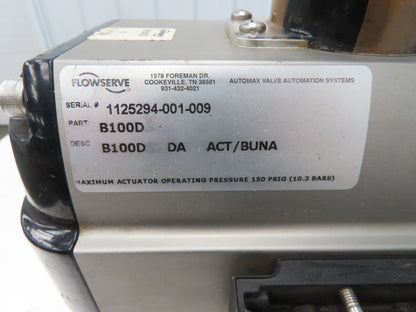 FLOWSERVE
1978 FOREMAN DR.
COOKEVILLE, TN 38501
931-432-4021
AUTOMAX VALVE AUTOMATION SYSTEMS
SERIAL # 1125294-001-009
PART: B100D
DESC B100D DA ACT/BUNA
MAXIMUM ACTUATOR OPERATING PRESSURE 150 PSIG (10.3 BARS)